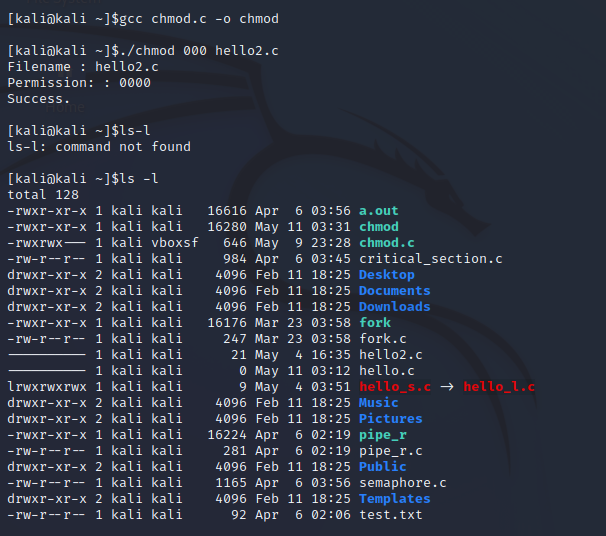 [kali@kali ~]$gcc chmod.c -o chmod
[kali@kali ~]$./chmod 000 hello2.c
Filename : hello2.c
Permission: : 0000
Success.
[kali@kali ~]$ls-l
ls-l: command not found
[kali@kali ~]$ls -l
total 128
-rwxr-xr-x 1 kali kali   16616 Apr  6 03:56 a.out
-rwxr-xr-x 1 kali kali   16280 May 11 03:31 chmod
-rwxrwx--- 1 kali vboxsf   646 May  9 23:28 chmod.c
-rw-r--r-- 1 kali kali     984 Apr  6 03:45 critical_section.c
drwxr-xr-x 2 kali kali    4096 Feb 11 18:25 Desktop
drwxr-xr-x 2 kali kali    4096 Feb 11 18:25 Documents
drwxr-xr-x 2 kali kali    4096 Feb 11 18:25 Downloads
-rwxr-xr-x 1 kali kali   16176 Mar 23 03:58 fork
-rw-r--r-- 1 kali kali     247 Mar 23 03:58 fork.c
---------- 1 kali kali      21 May  4 16:35 hello2.c
---------- 1 kali kali       0 May 11 03:12 hello.c
lrwxrwxrwx 1 kali kali       9 May  4 03:51 hello_s.c -> hello_l.c
drwxr-xr-x 2 kali kali    4096 Feb 11 18:25 Music
drwxr-xr-x 2 kali kali    4096 Feb 11 18:25 Pictures
-rwxr-xr-x 1 kali kali   16224 Apr  6 02:19 pipe_r
-rw-r--r-- 1 kali kali     281 Apr  6 02:19 pipe_r.c
drwxr-xr-x 2 kali kali    4096 Feb 11 18:25 Public
-rw-r--r-- 1 kali kali    1165 Apr  6 03:56 semaphore.c
drwxr-xr-x 2 kali kali    4096 Feb 11 18:25 Templates
-rw-r--r-- 1 kali kali      92 Apr  6 02:06 test.txt